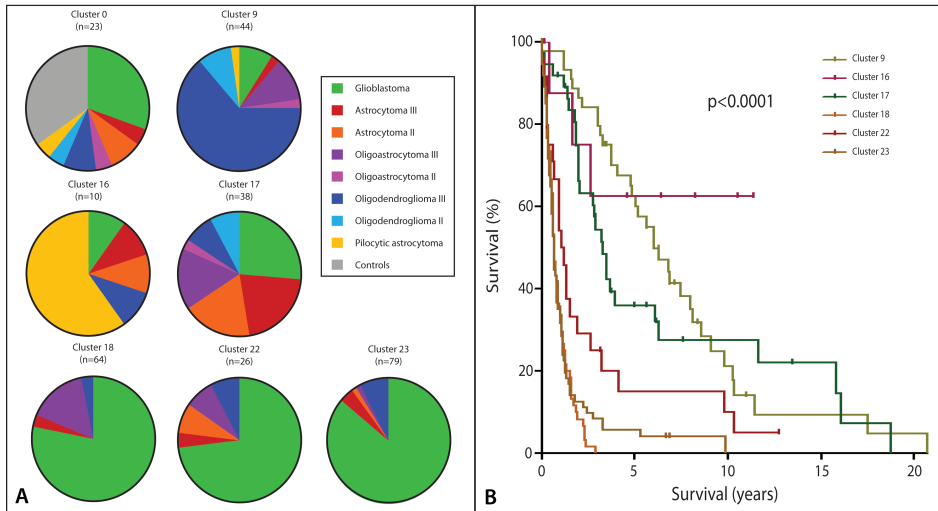 Cluster 0
(n=23)
Cluster 9
(n=44)
Glioblastoma
Astrocytoma III
Astrocytoma II
Oligoastrocytoma III
Oligoastrocytoma II
Oligodendroglioma III
Oligodendroglioma II
Pilocytic astrocytoma
Controls
Cluster 16
(n=10)
Cluster 17
(n=38)
Cluster 18
(n=64)
Cluster 22
(n=26)
Cluster 23
(n=79)
A
100
80
60
40
20
0
Survival (%)
p<0.0001
Cluster 9
Cluster 16
Cluster 17
Cluster 18
Cluster 22
Cluster 23
0 5 10 15 20
Survival (years)
B